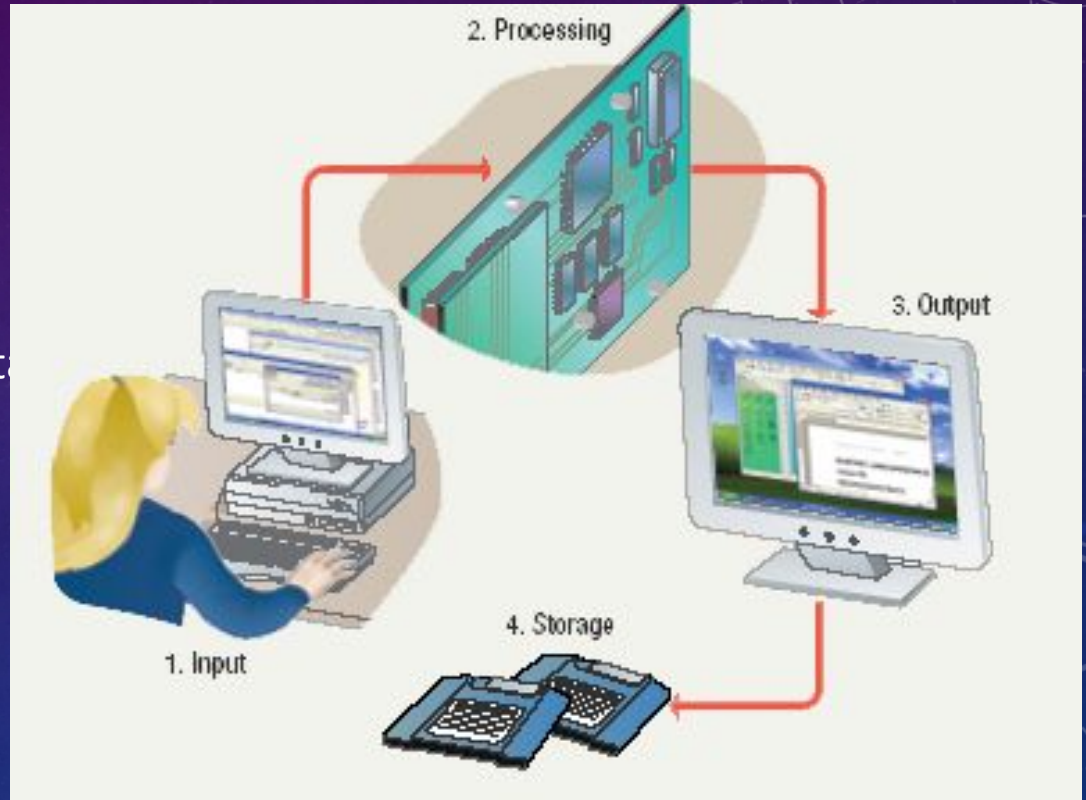 2. Processing
3. Output
4. Storage
1. Input